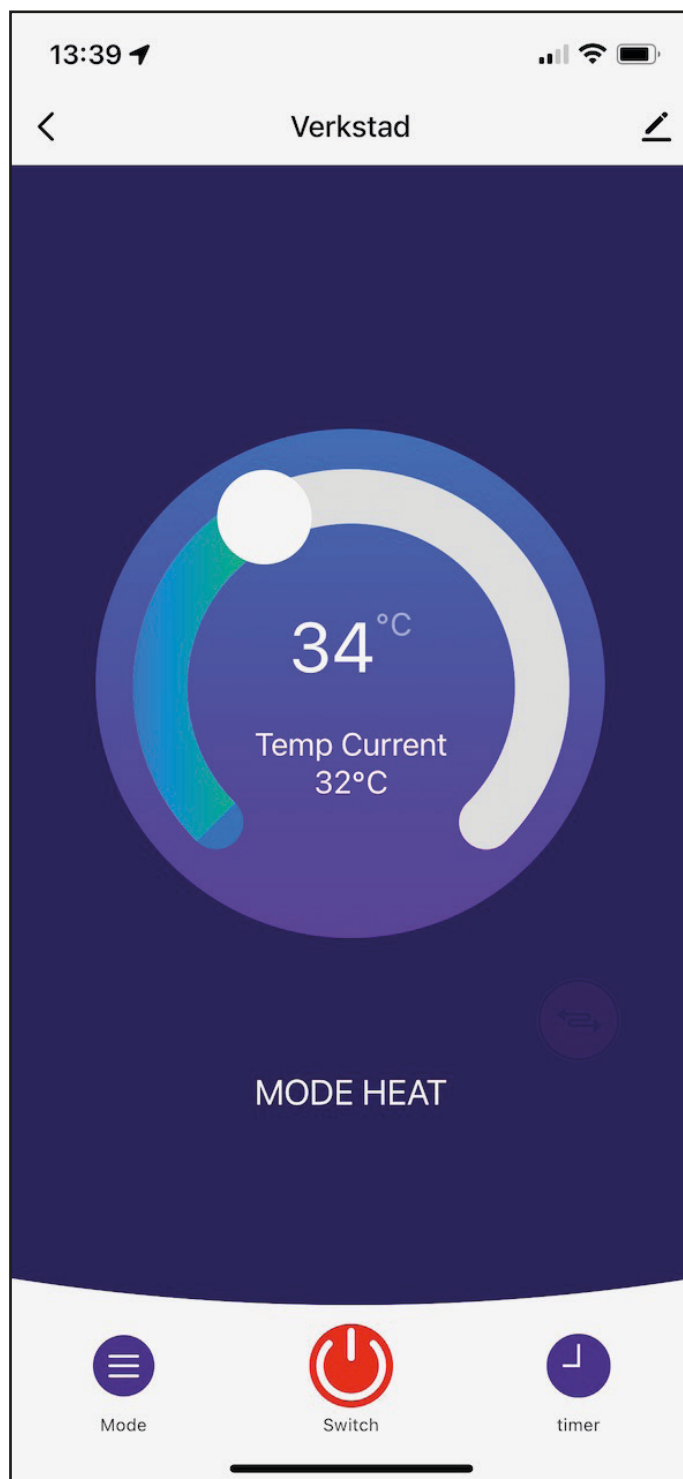 13:39
Verkstad
34 °C
Temp Current
32°C
MODE HEAT
Mode
Switch
timer